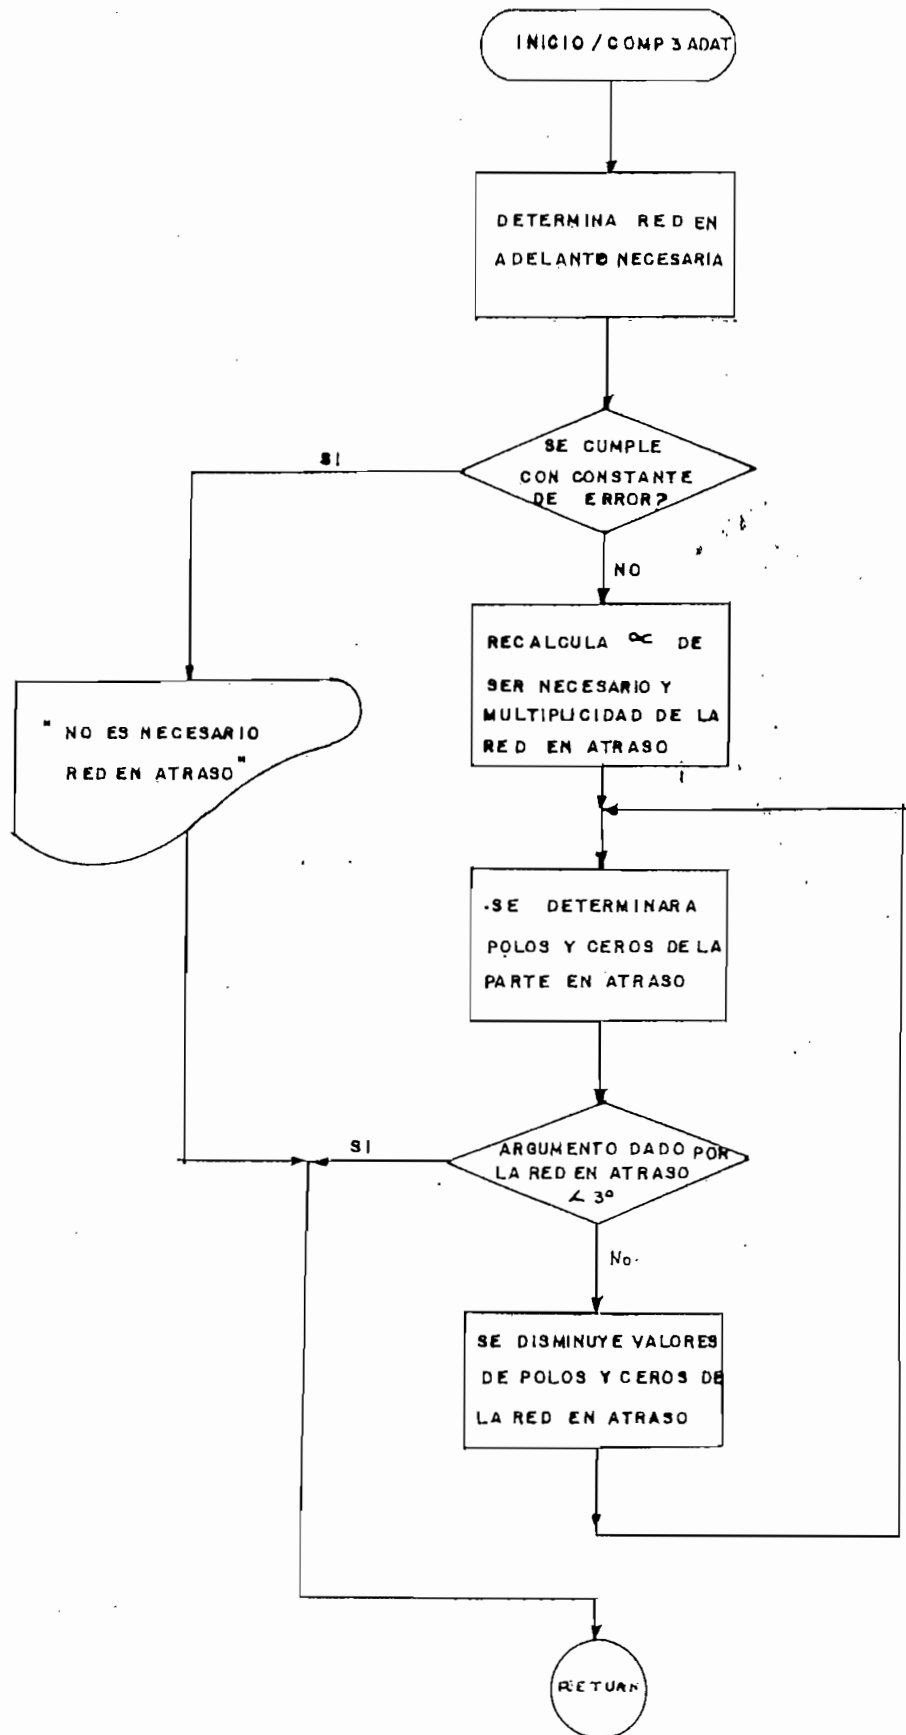 INICIO / COMP 3 ADAT
DETERMINA RED EN
ADELANTO NECESARIA
SE CUMPLE
CON CONSTANTE
DE ERROR?
SI
NO
RECALCULA ∝ DE
SER NECESARIO Y
MULTIPLICIDAD DE LA
RED EN ATRASO
" NO ES NECESARIO
RED EN ATRASO"
-SE DETERMINARA
POLOS Y CEROS DE LA
PARTE EN ATRASO
SI
ARGUMENTO DADO POR
LA RED EN ATRASO
< 3º
No.
SE DISMINUYE VALORES
DE POLOS Y CEROS DE
LA RED EN ATRASO
RETURN